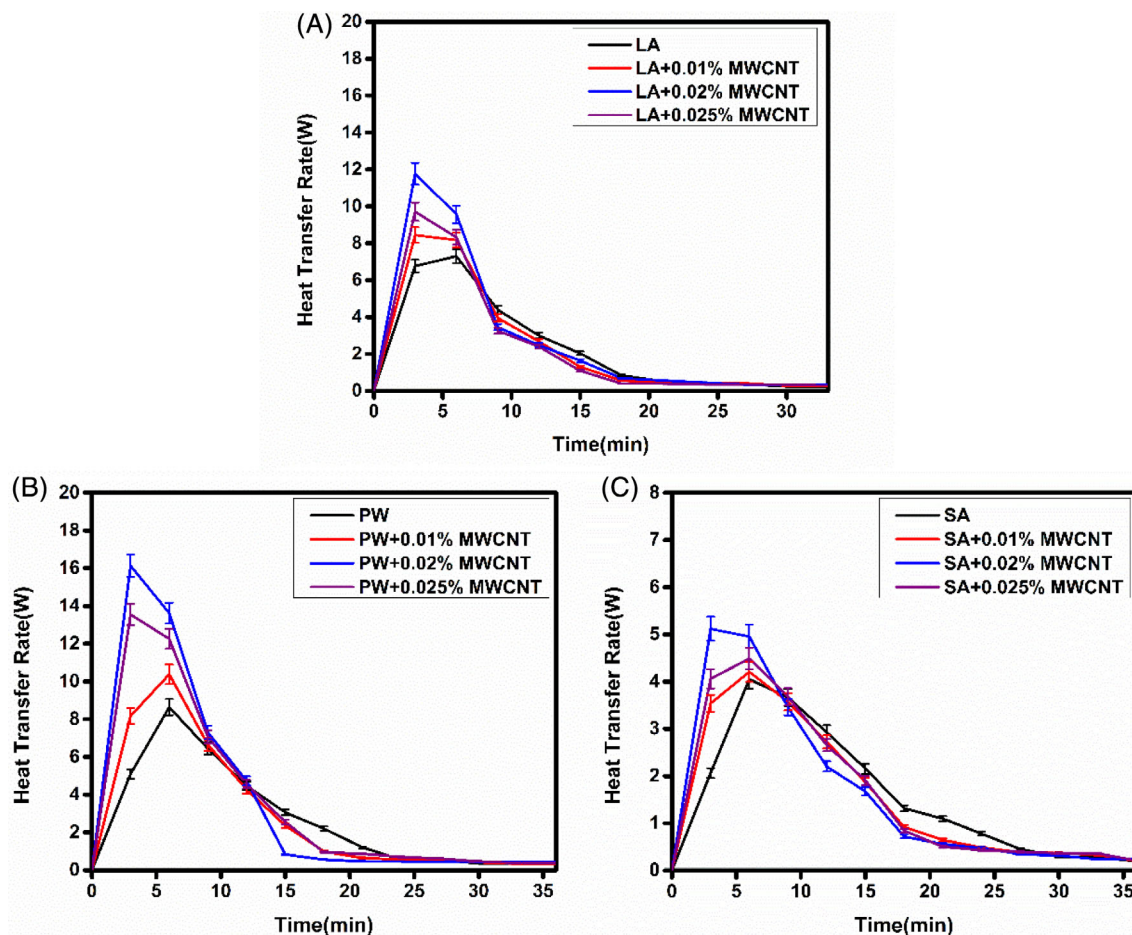 (A)
20
18
16
14
12
10
8
6
4
2
0
Heat Transfer Rate(W)
LA
LA+0.01% MWCNT
LA+0.02% MWCNT
LA+0.025% MWCNT
0 5 10 15 20 25 30
Time(min)
(B)
20
18
16
14
12
10
8
6
4
2
0
Heat Transfer Rate(W)
PW
PW+0.01% MWCNT
PW+0.02% MWCNT
PW+0.025% MWCNT
0 5 10 15 20 25 30 35
Time(min)
(C)
8
7
6
5
4
3
2
1
0
Heat Transfer Rate(W)
SA
SA+0.01% MWCNT
SA+0.02% MWCNT
SA+0.025% MWCNT
0 5 10 15 20 25 30 35
Time(min)